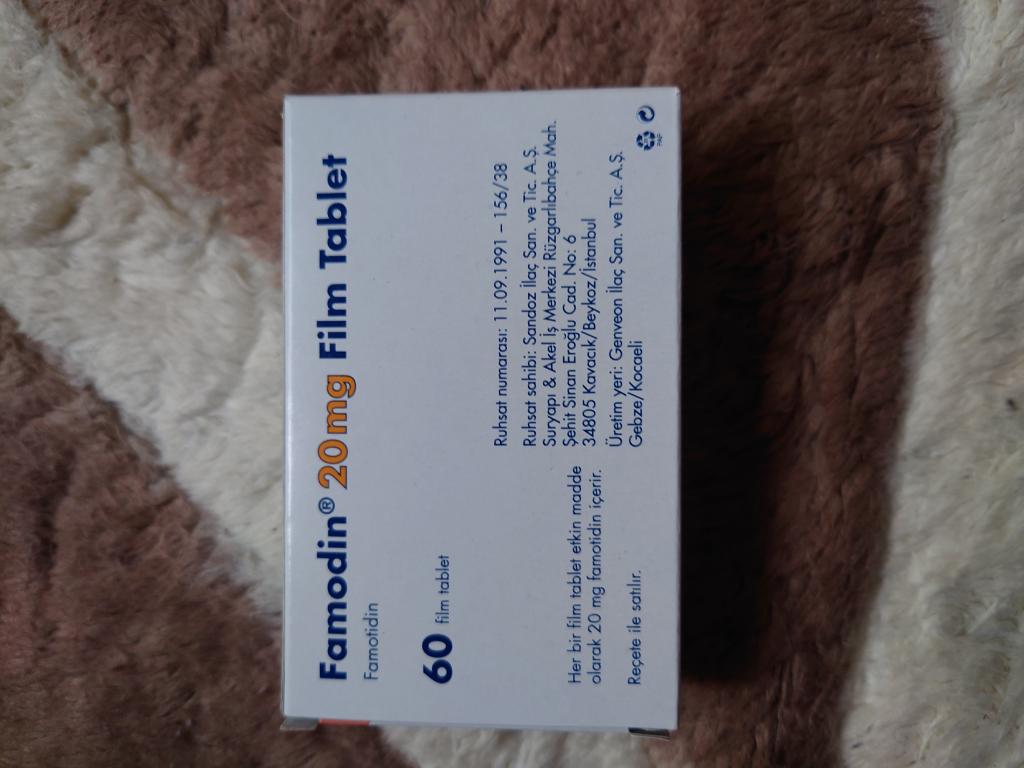 Famodin® 20mg Film Tablet
Famotidin
60 film tablet
Her bir film tablet etkin madde
olarak 20 mg famotidin içerir.
Reçete ile satılır.
Ruhsat numarası: 11.09.1991 – 156/38
Ruhsat sahibi: Sandoz İlaç San. ve Tic. A.Ş.
Suryapı & Akel İş Merkezi Rüzgarlıbahçe Mah.
Şehit Sinan Eroğlu Cad. No: 6
34805 Kavacık/Beykoz/İstanbul
Üretim yeri: Genveon İlaç San. ve Tic. A.Ş.
Gebze/Kocaeli
PAP